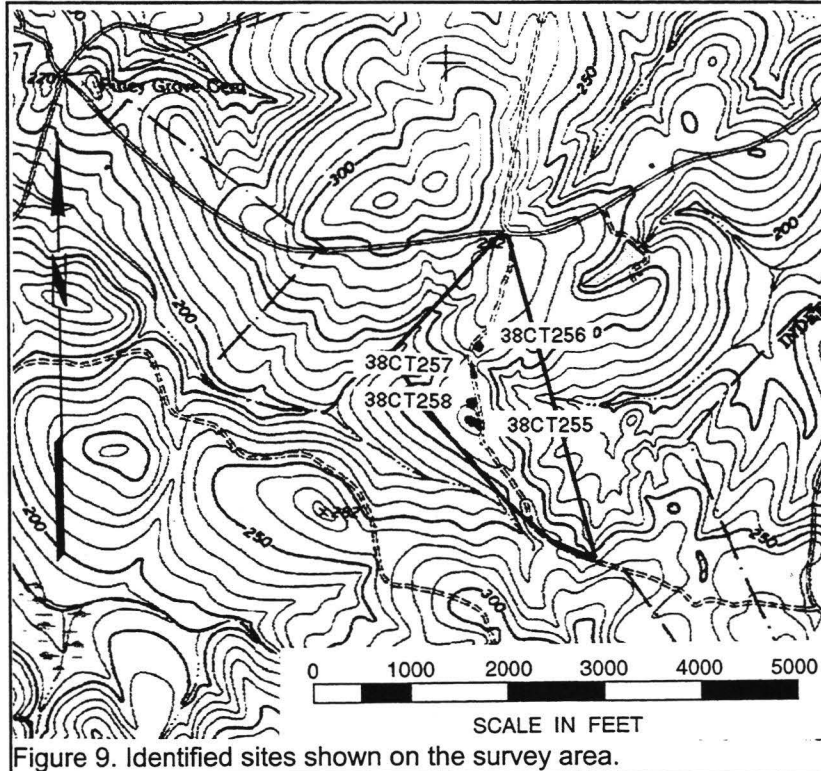 220
Piney Grove Cem
250
300
200
200
38CT256
38CT257
38CT258
38CT255
200
250
250
300
0 1000 2000 3000 4000 5000
SCALE IN FEET
Figure 9. Identified sites shown on the survey area.